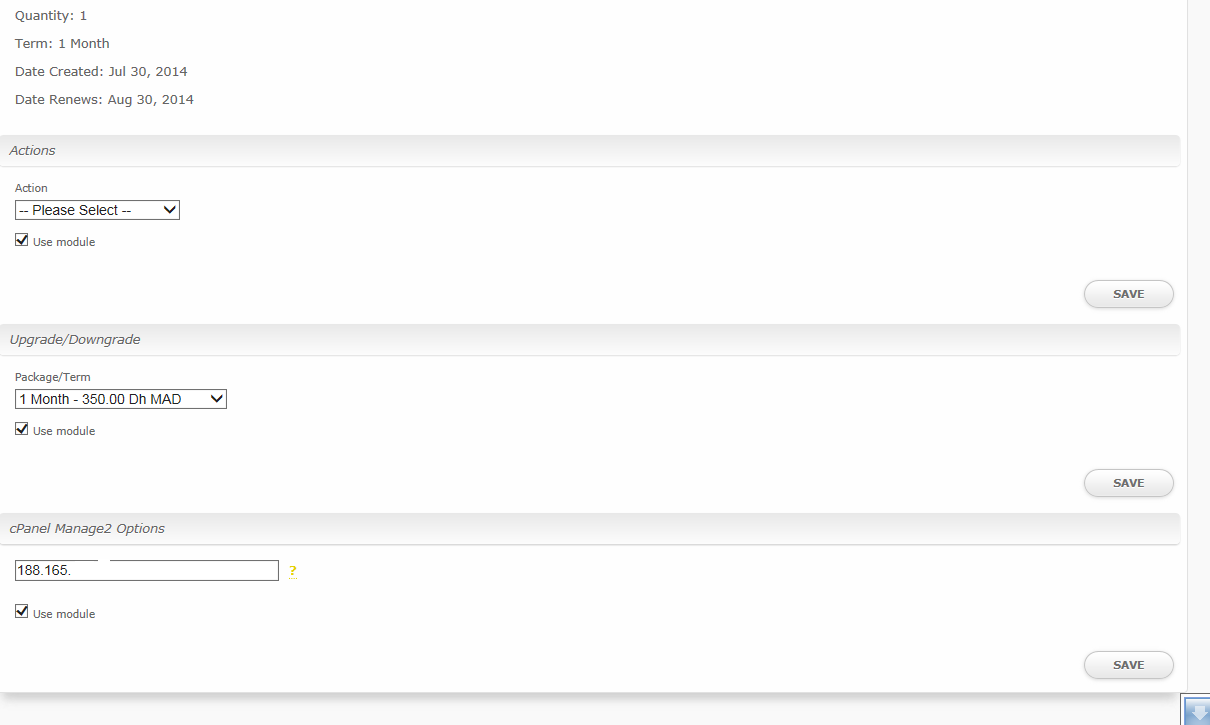 Quantity: 1
Term: 1 Month
Date Created: Jul 30, 2014
Date Renews: Aug 30, 2014
Actions
Action
-- Please Select --
Use module
SAVE
Upgrade/Downgrade
Package/Term
1 Month - 350.00 Dh MAD
Use module
SAVE
cPanel Manage2 Options
188.165.
?
Use module
SAVE